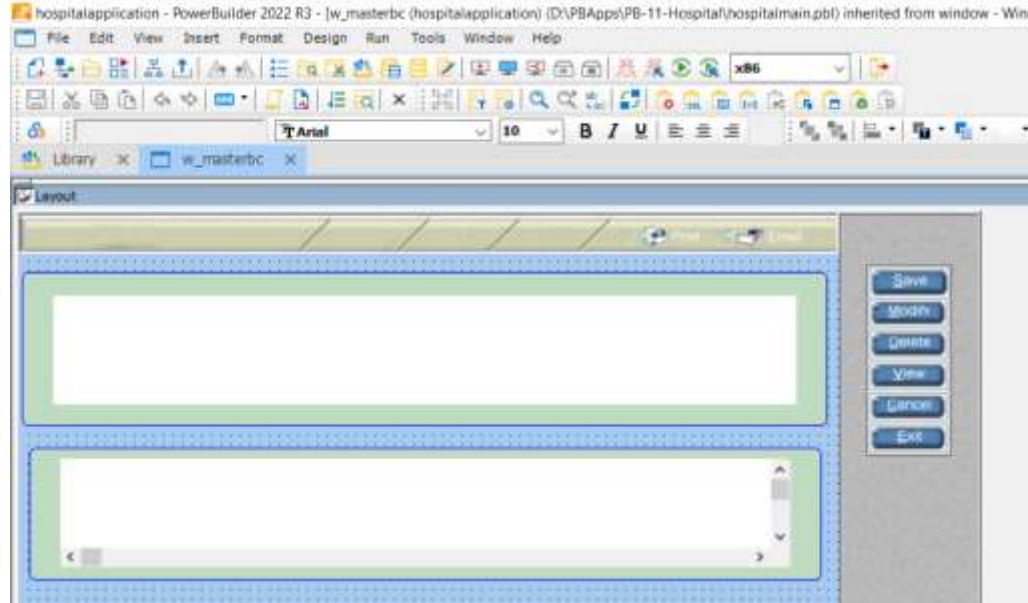 hospitalapplication - PowerBuilder 2022 R3 - [w_masterbc (hospitalapplication) (D:\PBApps\PB-11-Hospital\hospitalmain.pbl) inherited from window - Win
File Edit View Insert Format Design Run Tools Window Help
x86
Arial 10 B I U
Library w_masterbc
Layout
Print Email
Save
Modify
Delete
View
Cancel
Exit